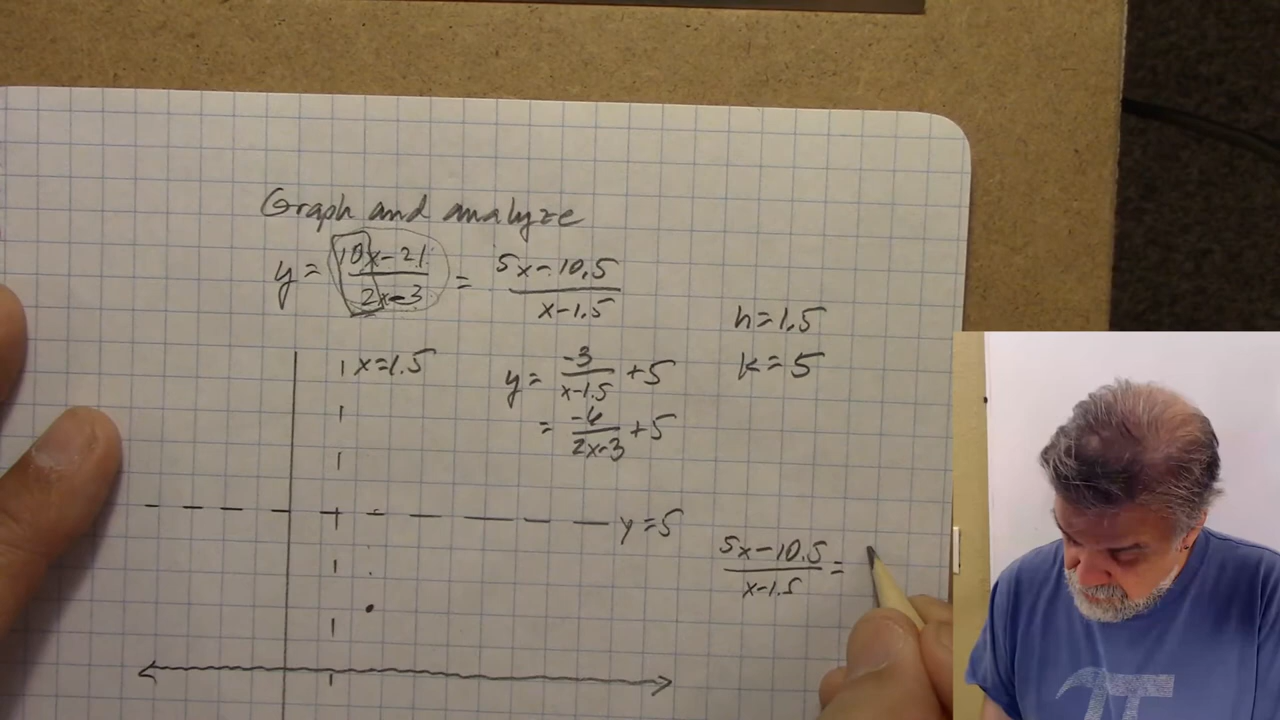 Graph and analyze
y = 10x-21/2x-3 = 5x-10.5/x-1.5
h=1.5
x=1.5
y = -3/x-1.5 +5
k=5
= -6/2x-3 +5
y=5
5x-10.5/x-1.5 =
π